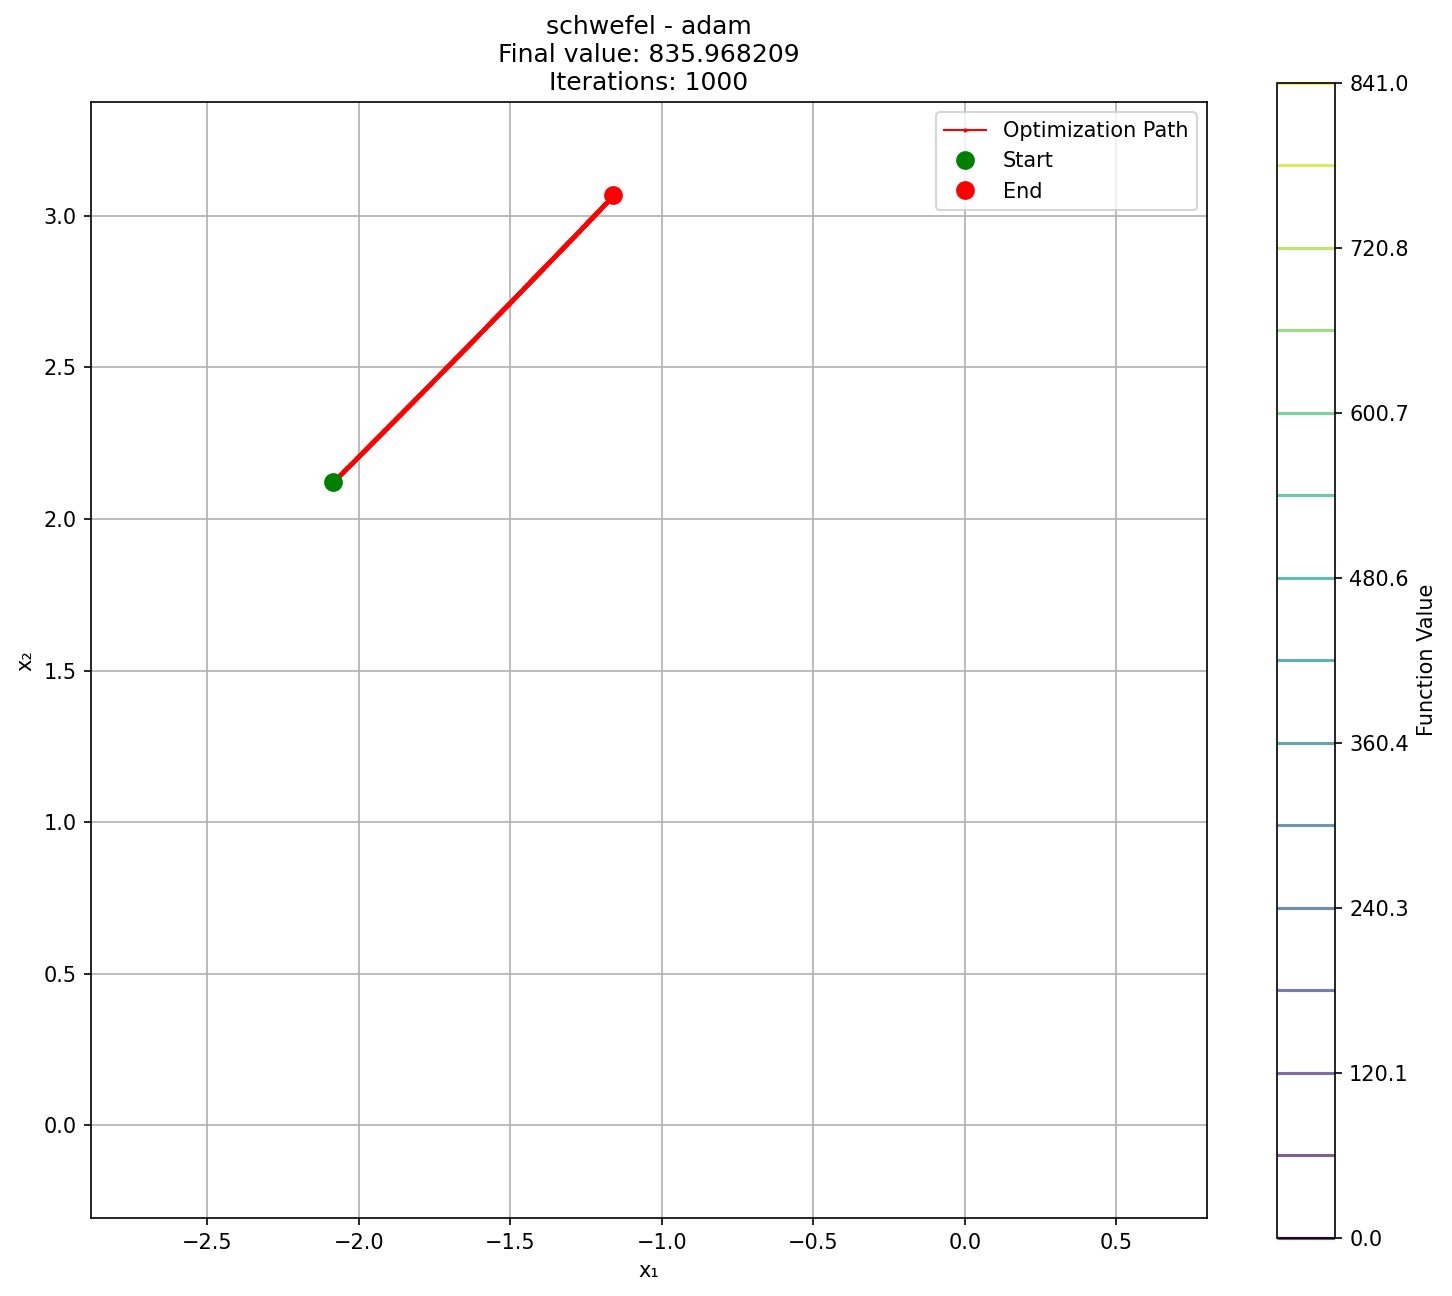 schwefel - adam
Final value: 835.968209
Iterations: 1000
Optimization Path
Start
End
3.0
2.5
2.0
1.5
1.0
0.5
0.0
x₂
−2.5
−2.0
−1.5
−1.0
−0.5
0.0
0.5
x₁
841.0
720.8
600.7
480.6
360.4
240.3
120.1
0.0
Function Value